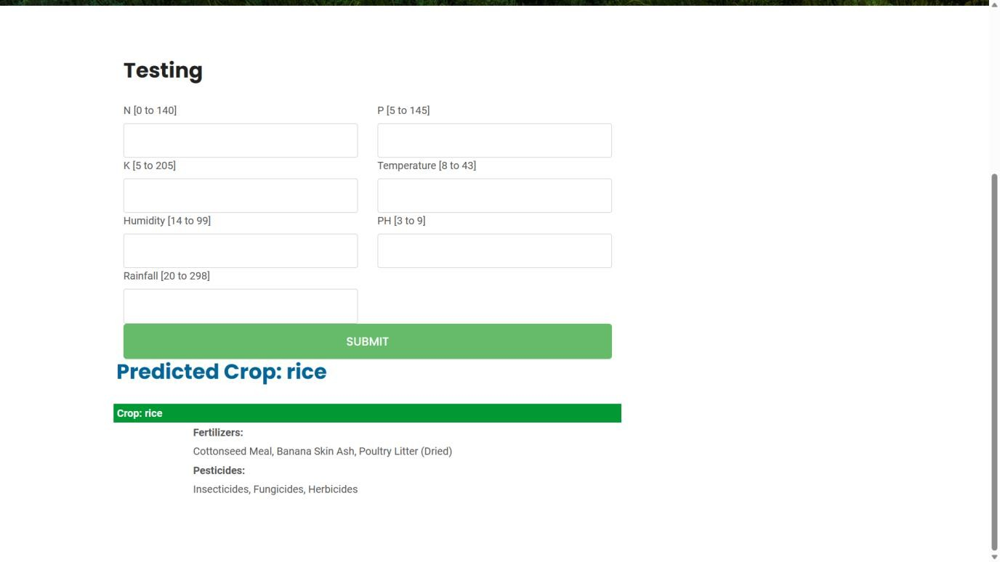 Testing
N [0 to 140]
P [5 to 145]
K [5 to 205]
Temperature [8 to 43]
Humidity [14 to 99]
PH [3 to 9]
Rainfall [20 to 298]
SUBMIT
Predicted Crop: rice
Crop: rice
Fertilizers:
Cottonseed Meal, Banana Skin Ash, Poultry Litter (Dried)
Pesticides:
Insecticides, Fungicides, Herbicides